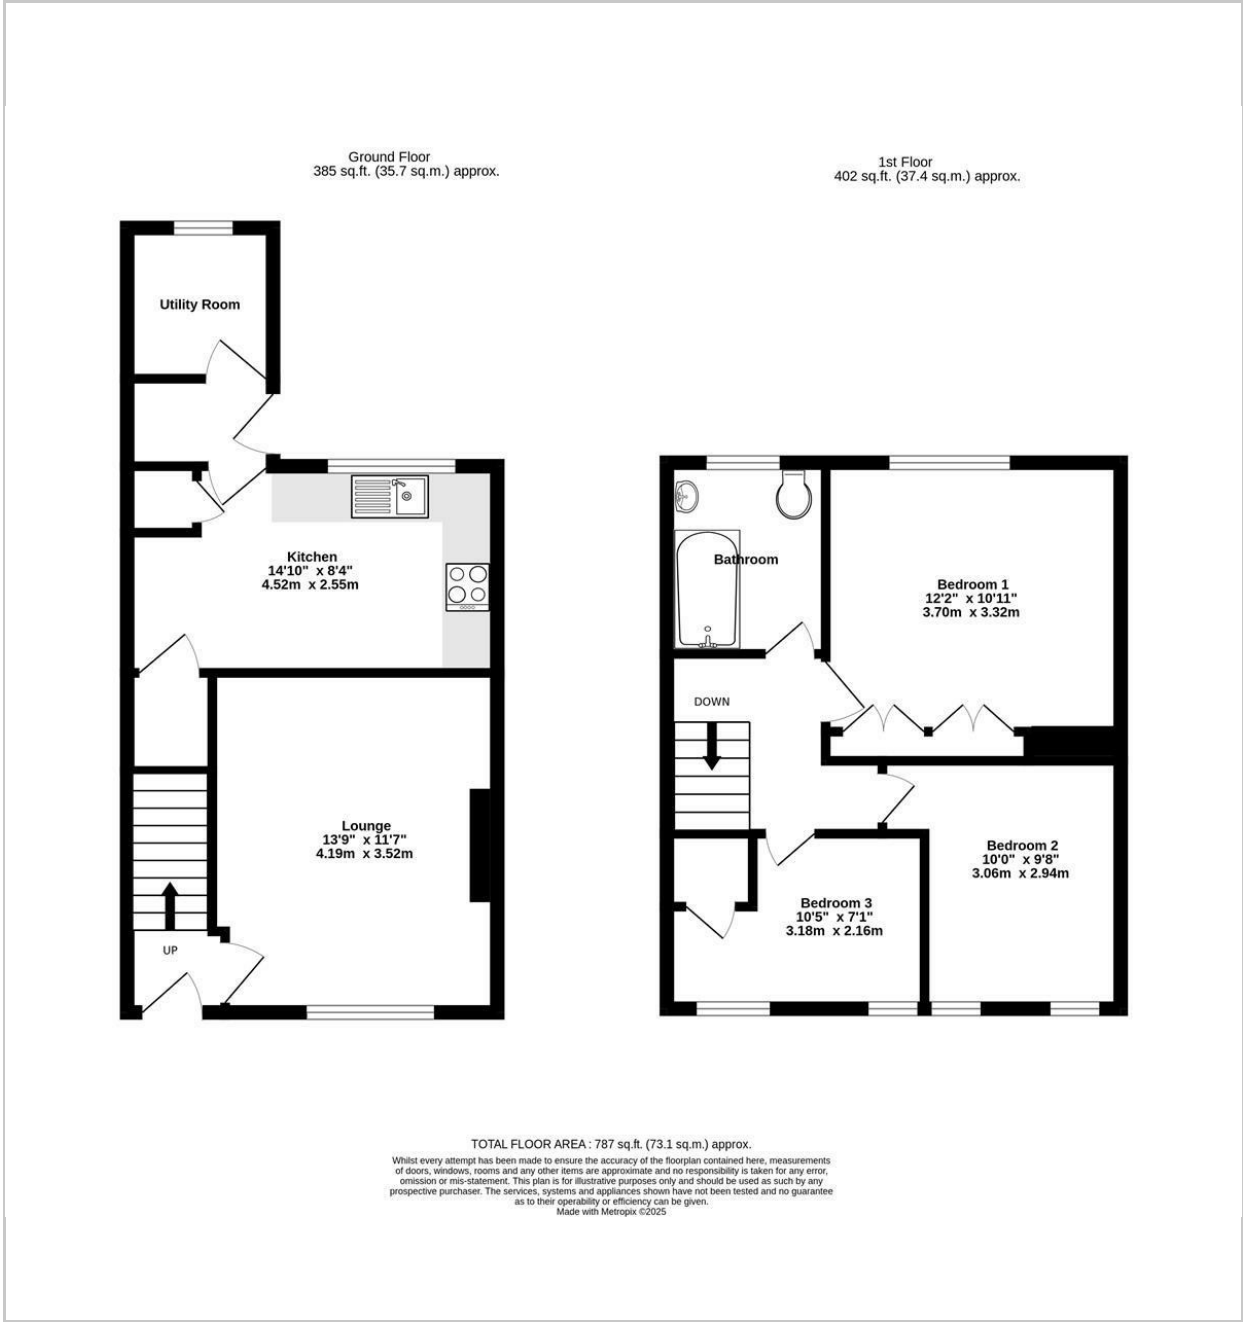 Ground Floor
385 sq.ft. (35.7 sq.m.) approx.
1st Floor
402 sq.ft. (37.4 sq.m.) approx.
Utility Room
Kitchen
14'10" x 8'4"
4.52m x 2.55m
Lounge
13'9" x 11'7"
4.19m x 3.52m
UP
Bathroom
Bedroom 1
12'2" x 10'11"
3.70m x 3.32m
DOWN
Bedroom 2
10'0" x 9'8"
3.06m x 2.94m
Bedroom 3
10'5" x 7'1"
3.18m x 2.16m
TOTAL FLOOR AREA : 787 sq.ft. (73.1 sq.m.) approx.
Whilst every attempt has been made to ensure the accuracy of the floorplan contained here, measurements
of doors, windows, rooms and any other items are approximate and no responsibility is taken for any error,
omission or mis-statement. This plan is for illustrative purposes only and should be used as such by any
prospective purchaser. The services, systems and appliances shown have not been tested and no guarantee
as to their operability or efficiency can be given.
Made with Metropix ©2025